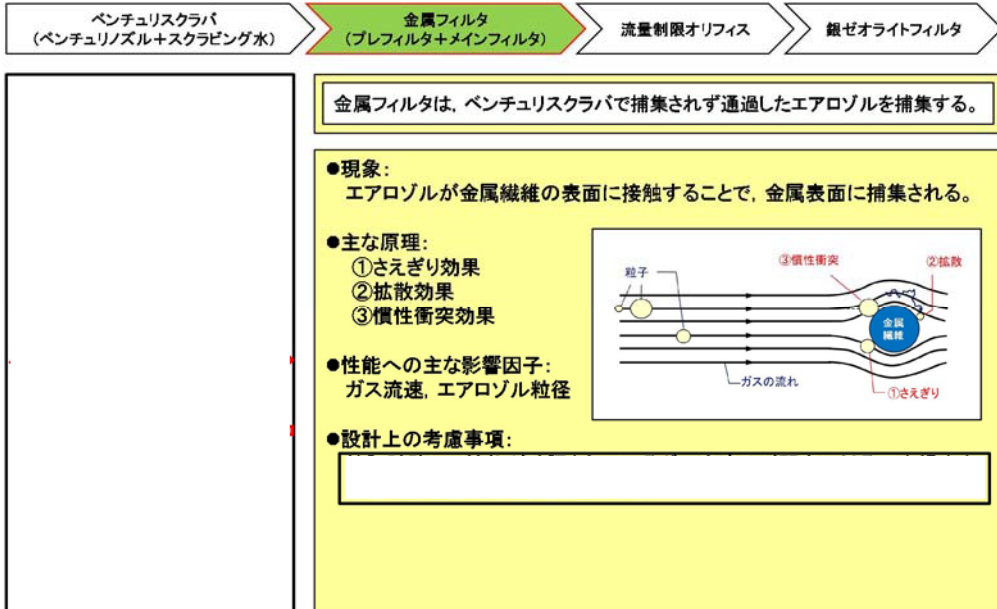 ベンチュリスクラバ
(ベンチュリノズル+スクラビング水)
金属フィルタ
(プレフィルタ+メインフィルタ)
流量制限オリフィス
銀ゼオライトフィルタ
金属フィルタは,ベンチュリスクラバで捕集されず通過したエアロゾルを捕集する。
●現象:
エアロゾルが金属繊維の表面に接触することで,金属表面に捕集される。
●主な原理:
①さえぎり効果
②拡散効果
③慣性衝突効果
粒子
③慣性衝突
②拡散
金属
繊維
ガスの流れ
①さえぎり
●性能への主な影響因子:
ガス流速,エアロゾル粒径
●設計上の考慮事項: